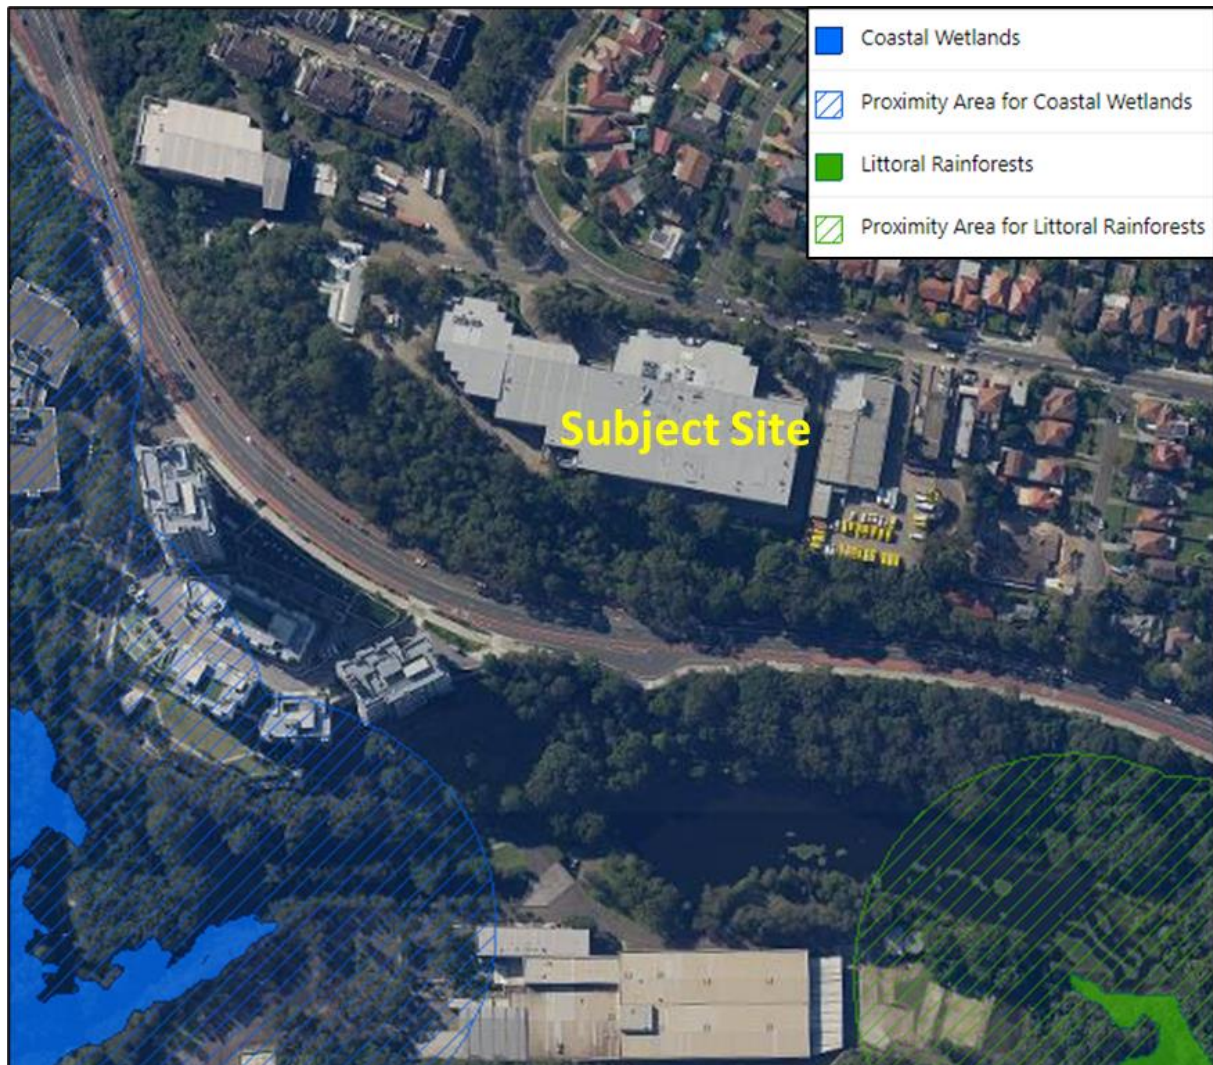 Coastal Wetlands
Proximity Area for Coastal Wetlands
Littoral Rainforests
Proximity Area for Littoral Rainforests
Subject Site